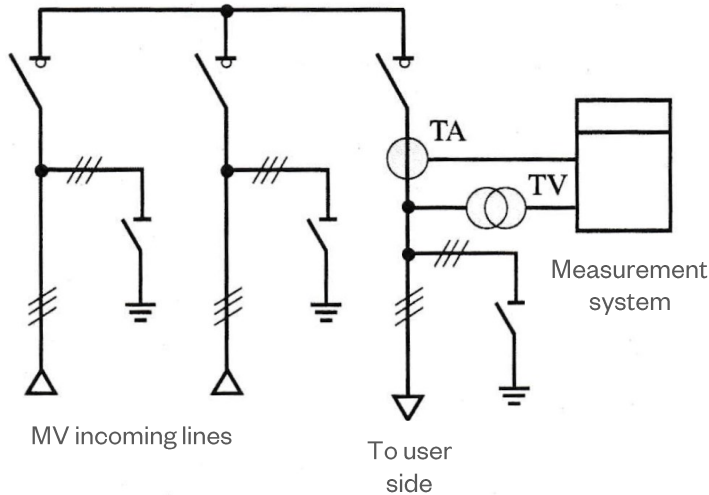 TA
TV
Measurement
system
MV incoming lines
To user
side